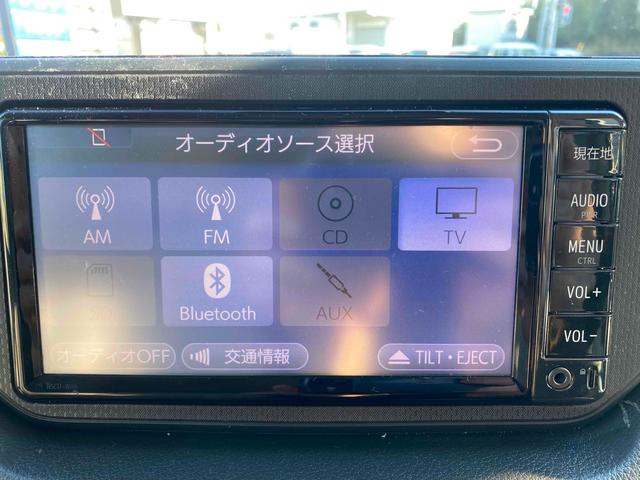 オーディオソース選択
現在地
AM
FM
CD
TV
AUDIO
PWR
MENU
CTRL
SD
Bluetooth
AUX
VOL+
VOL-
オーディオOFF
交通情報
TILT・EJECT